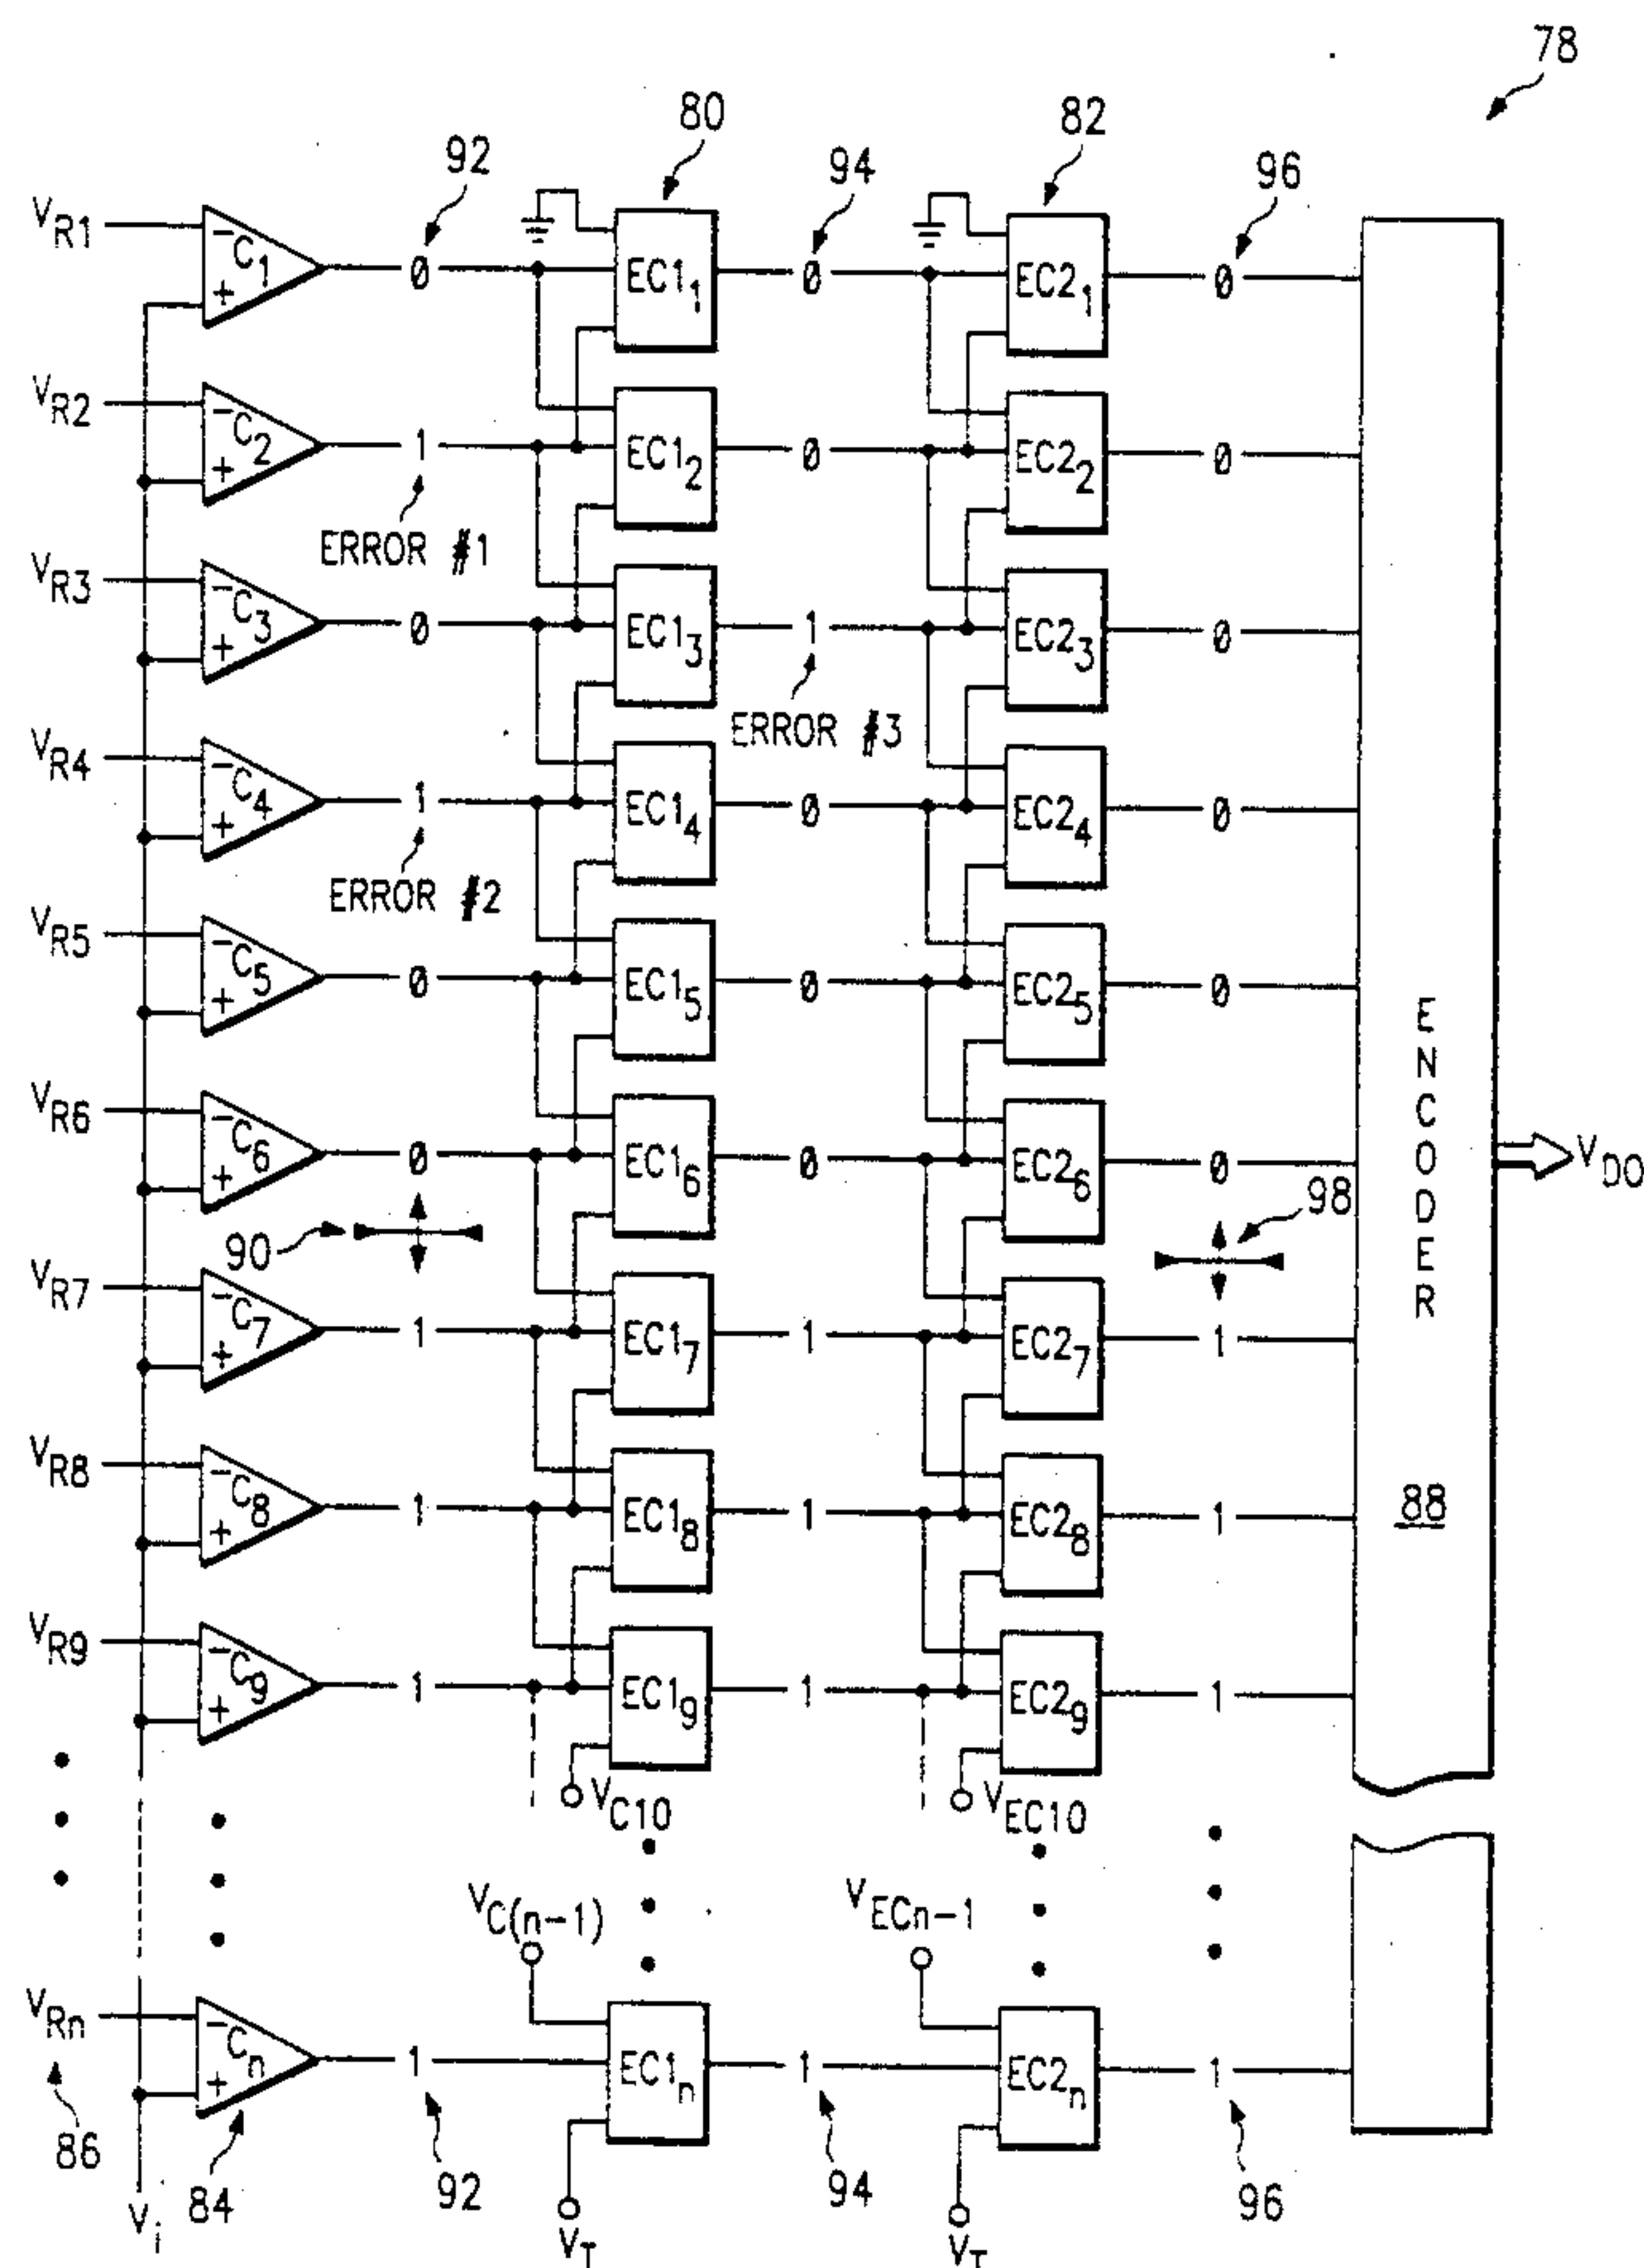 78
80
82
92
94
96
VR1
- C1 +
0
EC11
0
EC21
0
VR2
- C2 +
1
EC12
0
EC22
0
ERROR #1
VR3
- C3 +
0
EC13
1
EC23
0
ERROR #3
VR4
- C4 +
1
EC14
0
EC24
0
ERROR #2
VR5
- C5 +
0
EC15
0
EC25
0
ENCODER
VR6
- C6 +
0
EC16
0
EC26
0
VDO
90
98
VR7
- C7 +
1
EC17
1
EC27
1
VR8
- C8 +
1
EC18
1
EC28
1
88
VR9
- C9 +
1
EC19
1
EC29
1
VC10
VEC10
VC(n-1)
VECn-1
VRn
- Cn +
1
EC1n
1
EC2n
1
86
84
92
94
96
Vi
VT
VT